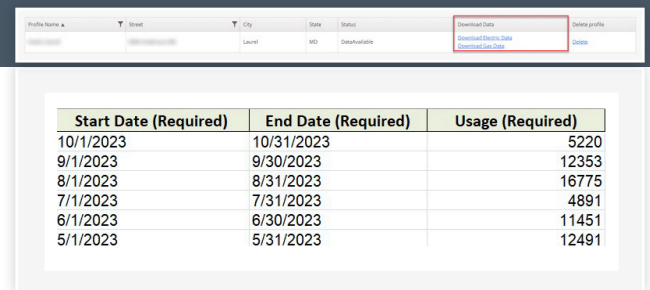 Profile Name ▲ Street City State Status Download Data Delete profile
Laurel MD DataAvailable Download Electric Data Delete
Download Gas Data
Start Date (Required) End Date (Required) Usage (Required)
10/1/2023 10/31/2023 5220
9/1/2023 9/30/2023 12353
8/1/2023 8/31/2023 16775
7/1/2023 7/31/2023 4891
6/1/2023 6/30/2023 11451
5/1/2023 5/31/2023 12491